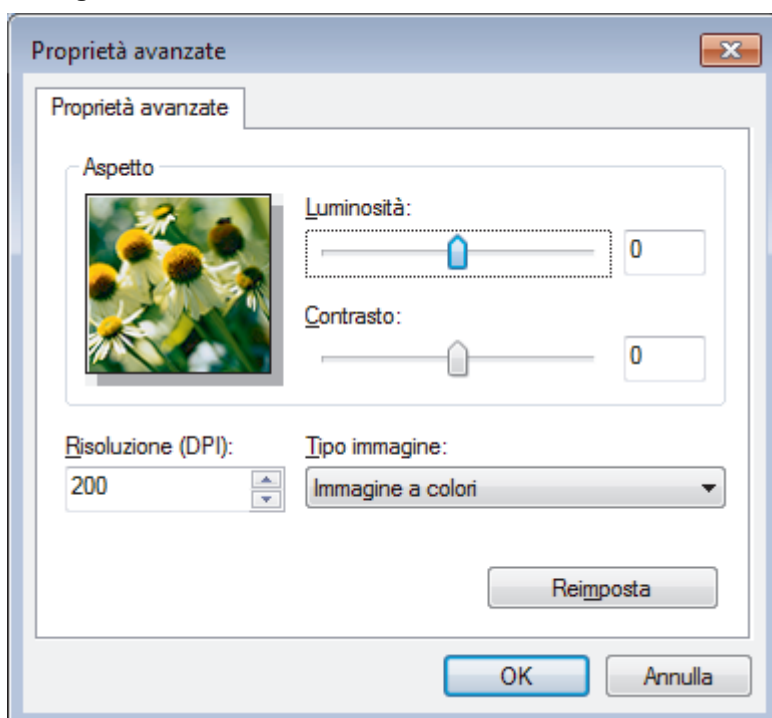 Proprietà avanzate
Proprietà avanzate
Aspetto
Luminosità:
0
Contrasto:
0
Risoluzione (DPI):
Tipo immagine:
200
Immagine a colori
Reimposta
OK
Annulla